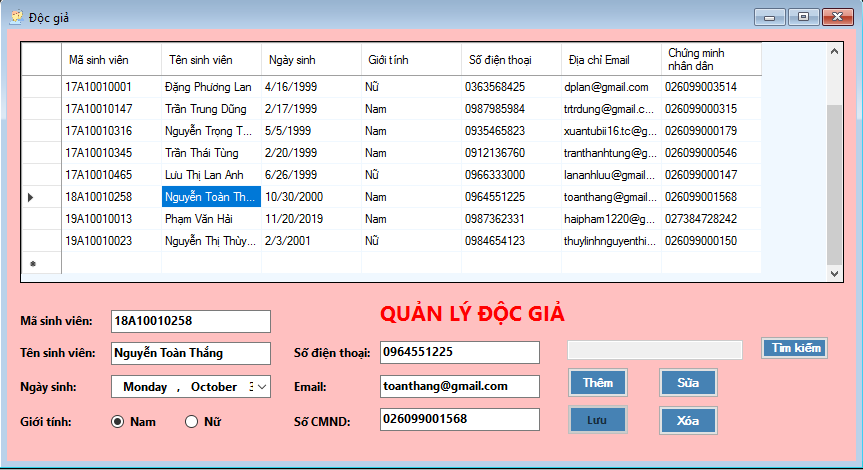 Độc giả
Mã sinh viên Tên sinh viên Ngày sinh Giới tính Số điện thoại Địa chỉ Email Chứng minh nhân dân
17A10010001 Đặng Phương Lan 4/16/1999 Nữ 0363568425 dplan@gmail.com 026099003514
17A10010147 Trần Trung Dũng 2/17/1999 Nam 0987985984 trtrdung@gmail.c... 026099000315
17A10010316 Nguyễn Trọng T... 5/5/1999 Nam 0935465823 xuantubii16.tc@g... 026099000179
17A10010345 Trần Thái Tùng 2/20/1999 Nam 0912136760 tranthanhtung@g... 026099000546
17A10010465 Lưu Thị Lan Anh 6/26/1999 Nữ 0966333000 lananhluu@gmail... 026099000147
18A10010258 Nguyễn Toàn Th... 10/30/2000 Nam 0964551225 toanthang@gmail... 026099001568
19A10010013 Phạm Văn Hải 11/20/2019 Nam 0987362331 haipham1220@g... 027384728242
19A10010023 Nguyễn Thị Thùy... 2/3/2001 Nữ 0984654123 thuylinhnguyenthi... 026099000150
QUẢN LÝ ĐỘC GIẢ
Mã sinh viên: 18A10010258
Tên sinh viên: Nguyễn Toàn Thắng Số điện thoại: 0964551225 Tìm kiếm
Ngày sinh: Monday , October Email: toanthang@gmail.com Thêm Sửa
Giới tính: Nam Nữ Số CMND: 026099001568 Lưu Xóa